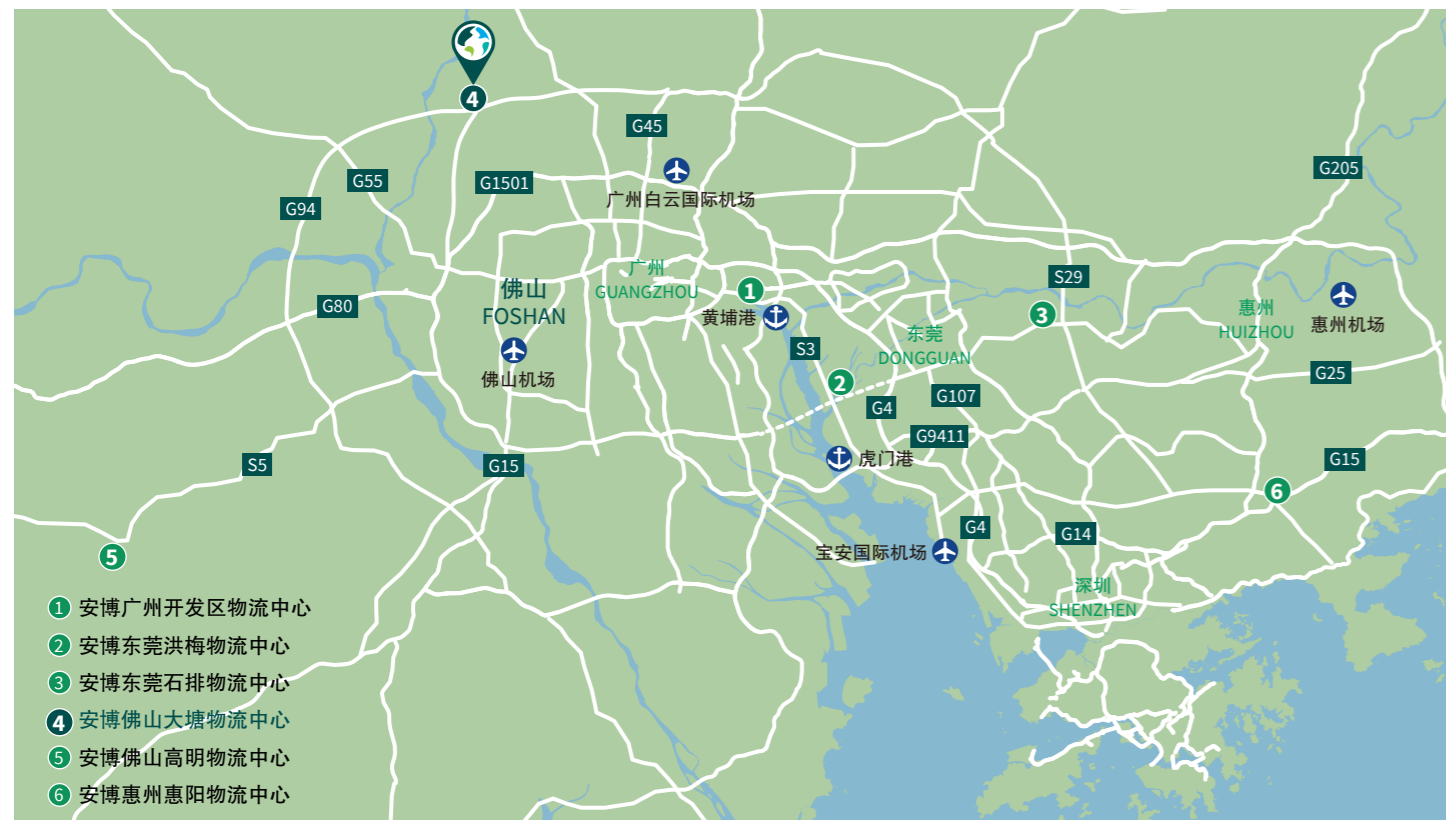 4
G45
G205
G55
G1501
广州白云国际机场
G94
广州
GUANGZHOU
S29
佛山
FOSHAN
1
G80
黄埔港
3
惠州
HUIZHOU
惠州机场
S3
东莞
DONGGUAN
佛山机场
2
G25
G107
G4
G9411
虎门港
S5
G15
G15
6
G4
G14
宝安国际机场
5
深圳
SHENZHEN
1 安博广州开发区物流中心
2 安博东莞洪梅物流中心
3 安博东莞石排物流中心
4 安博佛山大塘物流中心
5 安博佛山高明物流中心
6 安博惠州惠阳物流中心